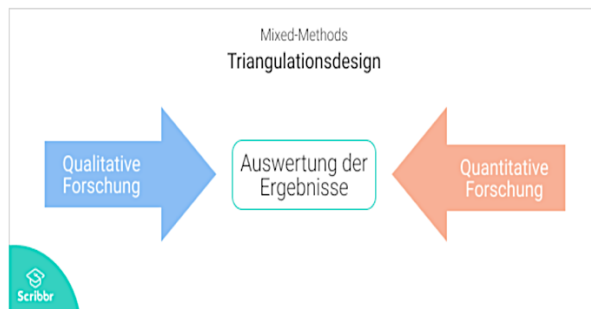 Mixed-Methods
Triangulationsdesign
Qualitative
Forschung
Auswertung der
Ergebnisse
Quantitative
Forschung
Scribbr